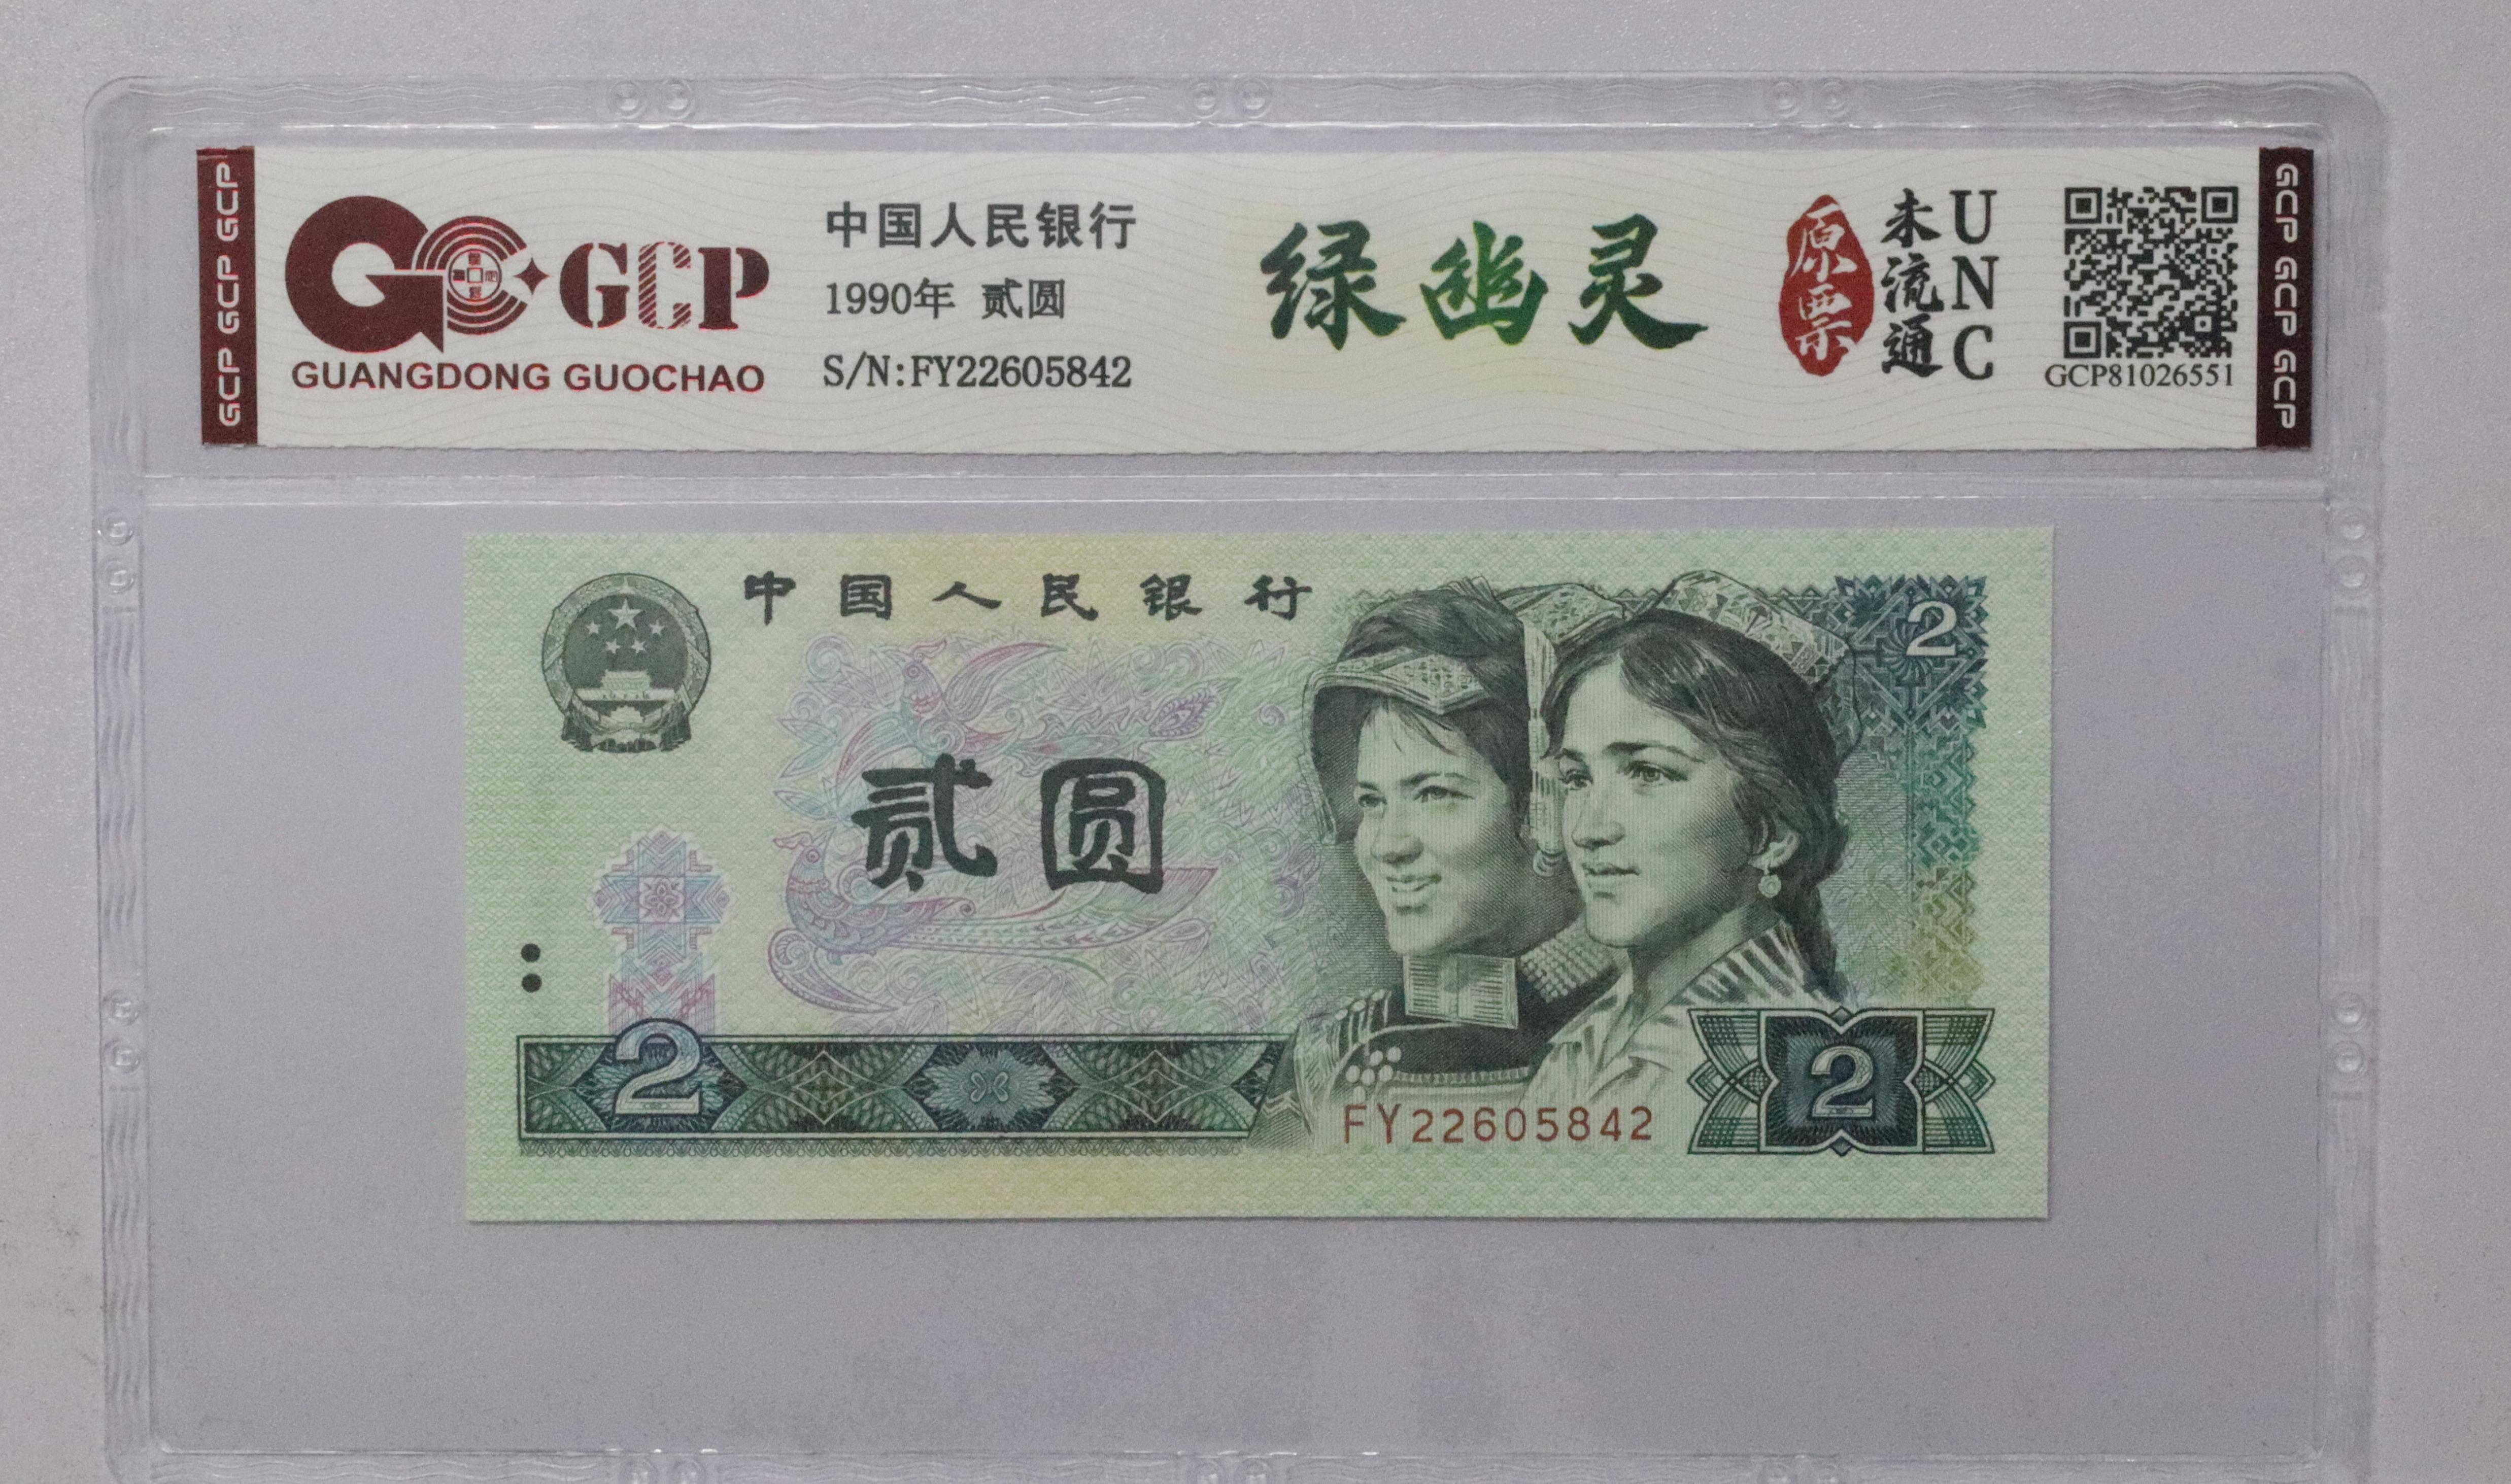 GCP GCP GCP
GCP
GUANGDONG GUOCHAO
中国人民银行
1990年 贰圆
S/N:FY22605842
绿幽灵
原票
未流通
UNC
GCP81026551
GCP GCP GCP
中国人民银行
2
贰圆
2
FY22605842
2